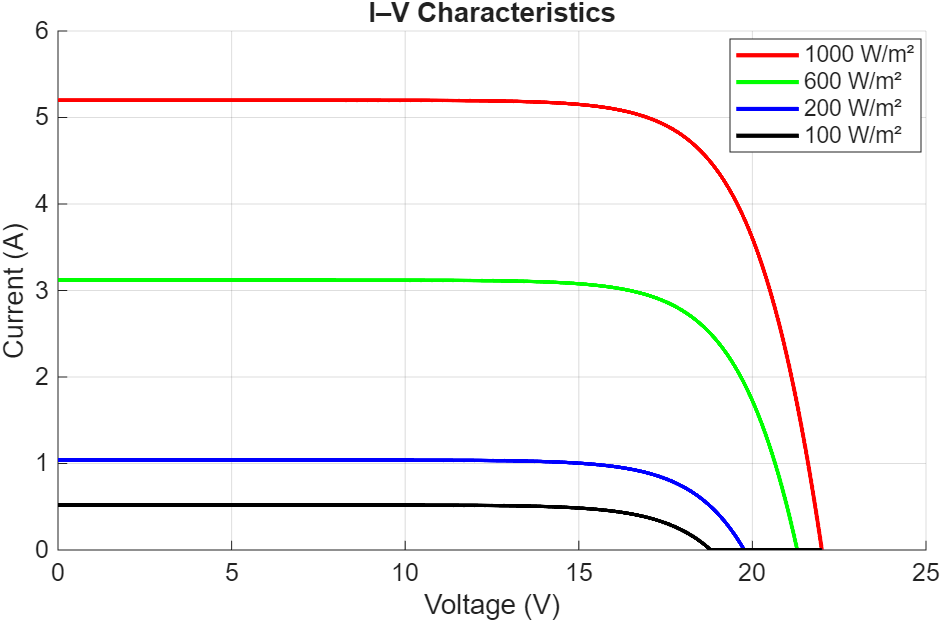 I–V Characteristics
6
5
4
3
2
1
0
Current (A)
1000 W/m²
600 W/m²
200 W/m²
100 W/m²
0 5 10 15 20 25
Voltage (V)